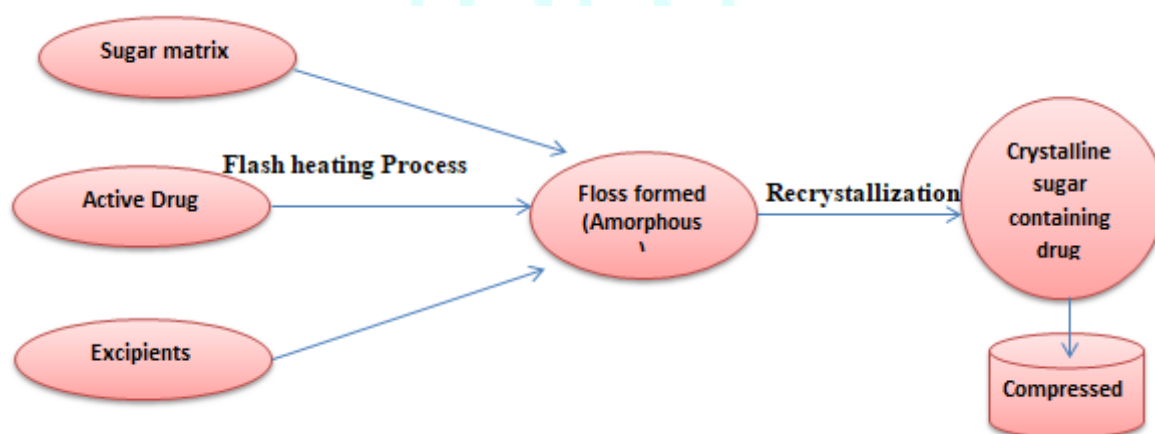 Sugar matrix
Flash heating Process
Active Drug
Excipients
Floss formed
(Amorphous
)
Recrystallization
Crystalline
sugar
containing
drug
Compressed